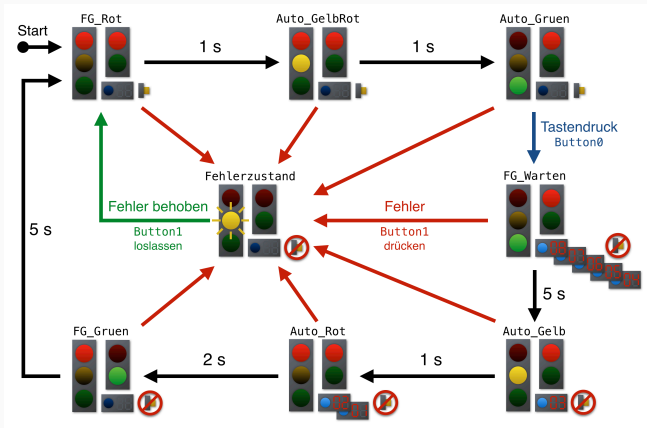 FG_Rot
Auto_GelbRot
Auto_Gruen
Start
1 s
1 s
Tastendruck
Button0
Fehlerzustand
FG_Warten
Fehler behoben
Button1
loslassen
Fehler
Button1
drücken
5 s
5 s
FG_Gruen
Auto_Rot
Auto_Gelb
2 s
1 s